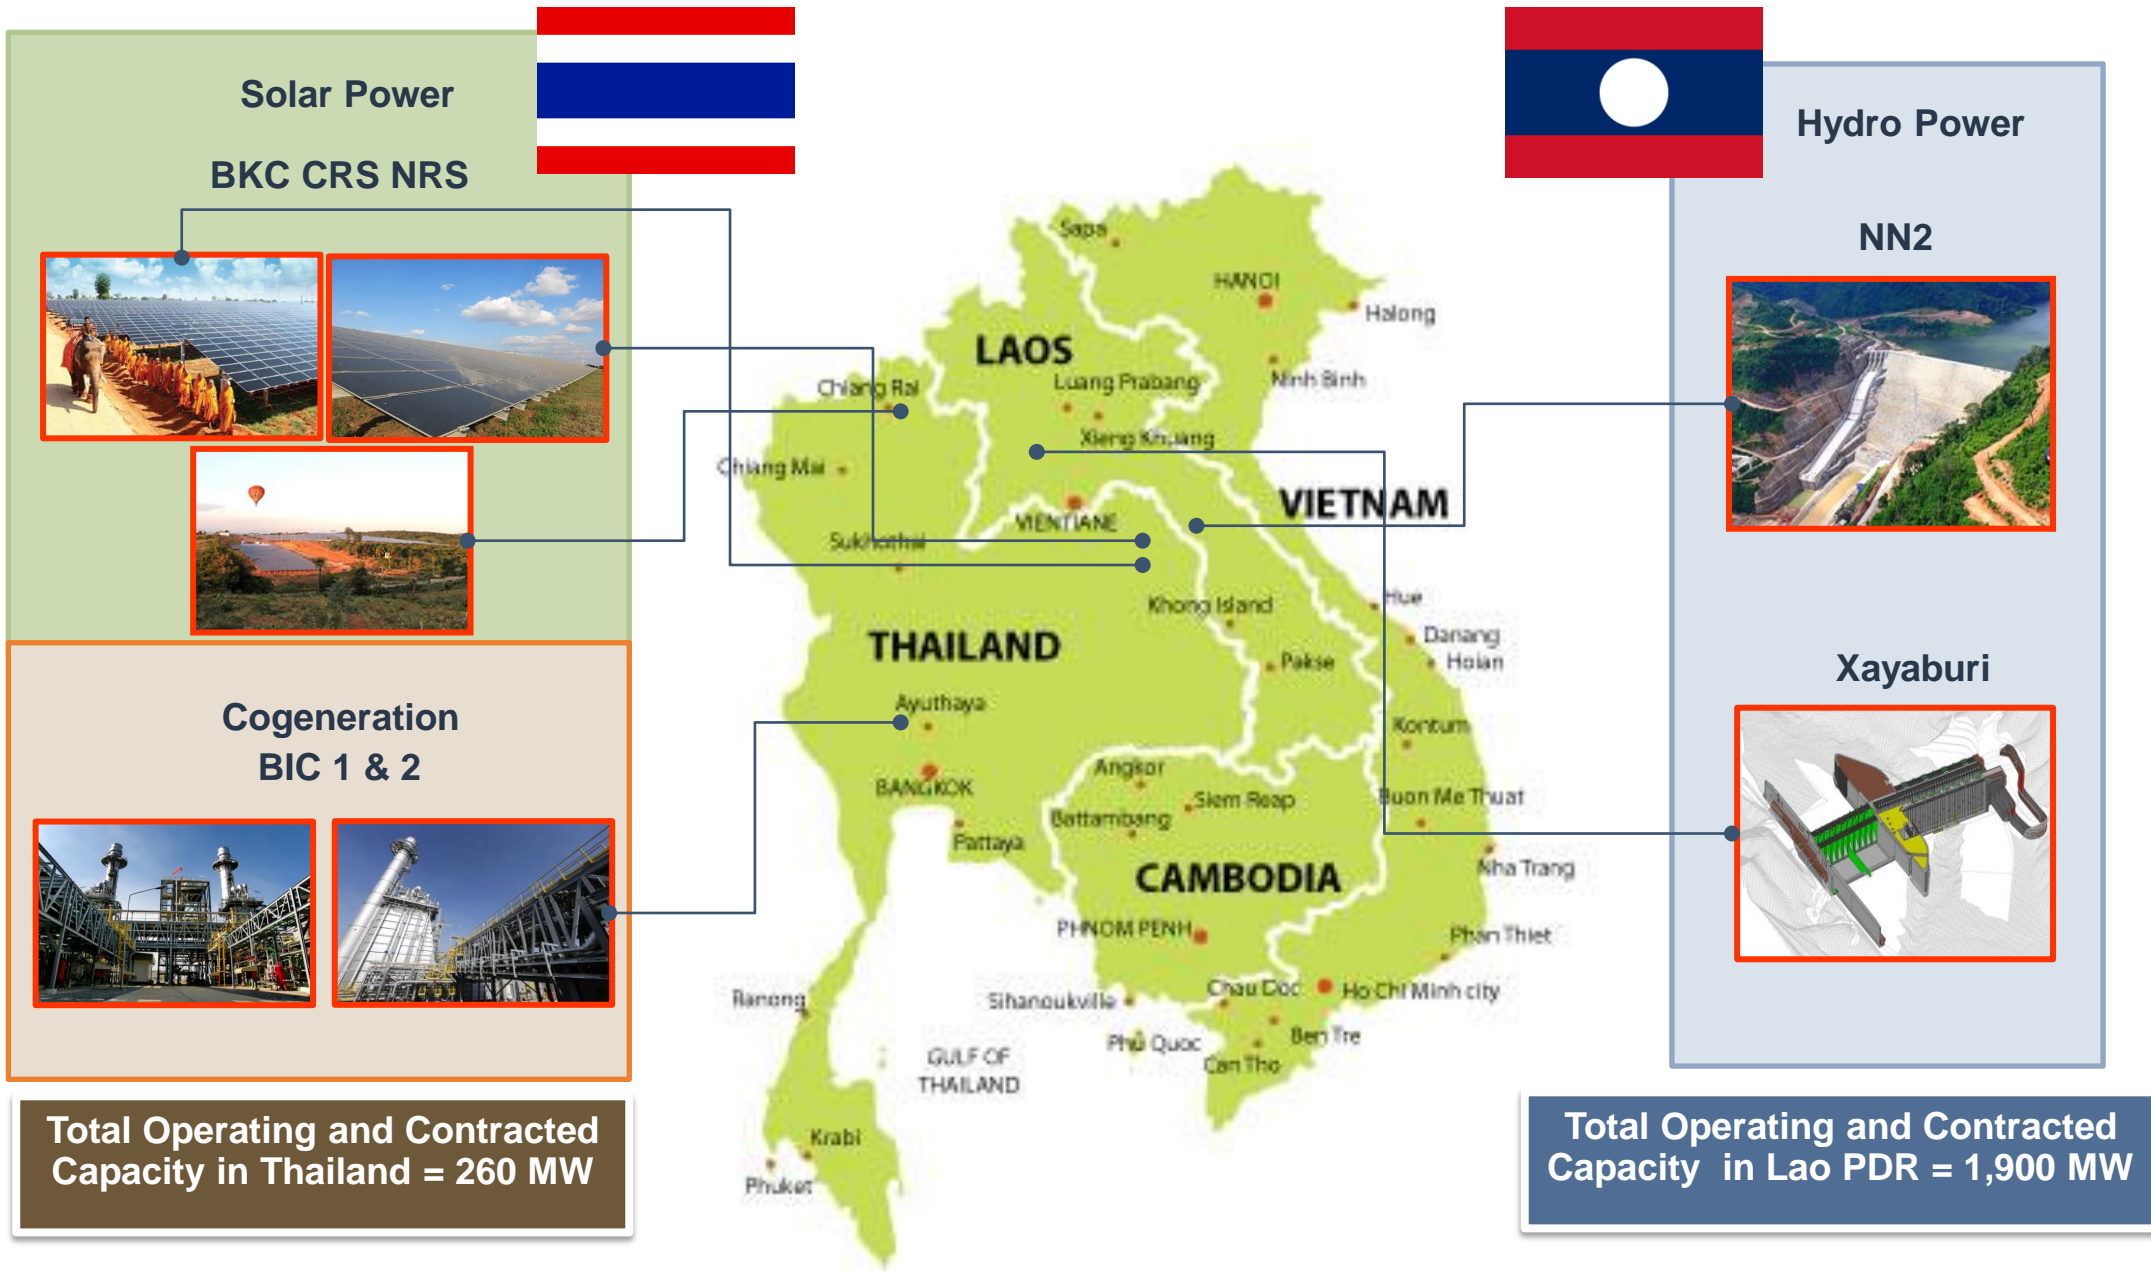 Solar Power
BKC CRS NRS
Cogeneration
BIC 1 & 2
Total Operating and Contracted
Capacity in Thailand = 260 MW
Sapa
HANOI
Halong
LAOS
Ninh Binh
Luang Prabang
Chiang Rai
Xieng Khuang
Chiang Mai
VIETNAM
VIENTIANE
Sukhothai
Khong Island
Hue
THAILAND
Danang
Hoian
Pakse
Ayuthaya
Kontum
Angkor
BANGKOK
Siem Reap
Buon Me Thuat
Battambang
Pattaya
Nha Trang
CAMBODIA
PHNOM PENH
Phan Thiet
Ranong
Sihanoukville
Chau Doc
Ho Chi Minh city
Phú Quoc
Ben Tre
Can Tho
GULF OF
THAILAND
Krabi
Phuket
Hydro Power
NN2
Xayaburi
Total Operating and Contracted
Capacity in Lao PDR = 1,900 MW